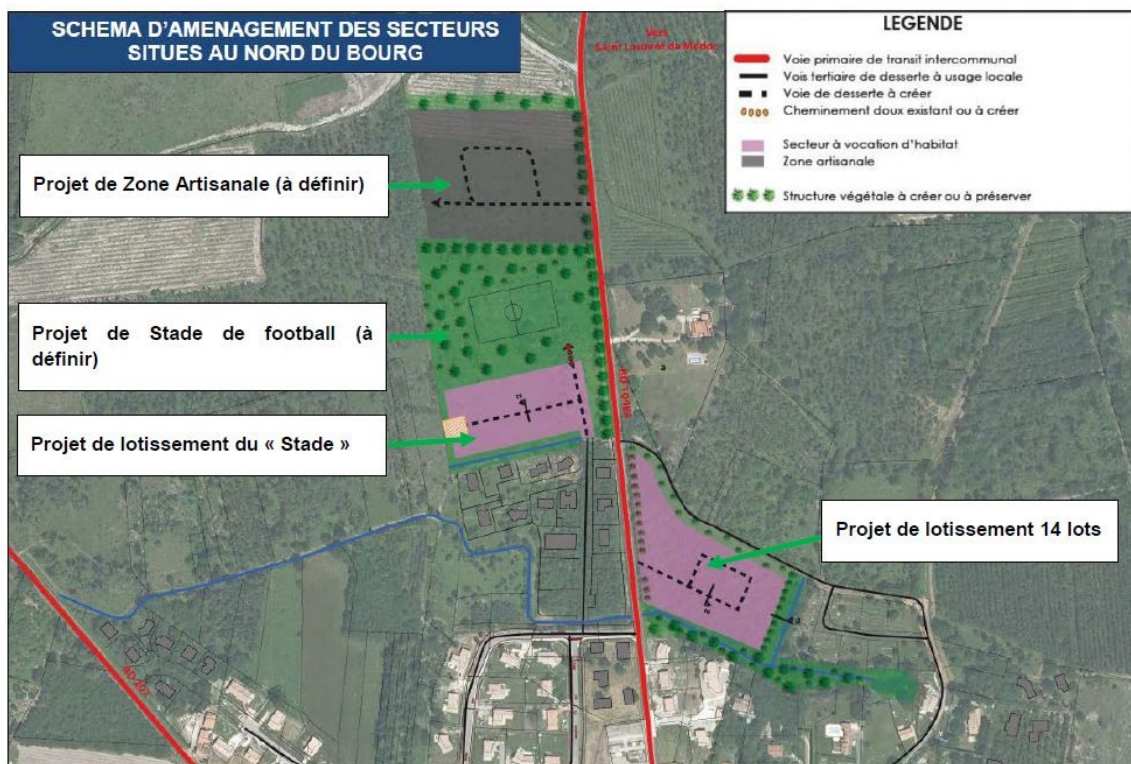 SCHEMA D’AMENAGEMENT DES SECTEURS
SITUES AU NORD DU BOURG
Vers
Saint Laurent du Médoc
LEGENDE
Voie primaire de transit intercommunal
Vois tertiaire de desserte à usage locale
Voie de desserte à créer
Cheminement doux existant ou à créer
Secteur à vocation d’habitat
Zone artisanale
Structure végétale à créer ou à préserver
Projet de Zone Artisanale (à définir)
Projet de Stade de football (à
définir)
Projet de lotissement du « Stade »
Projet de lotissement 14 lots